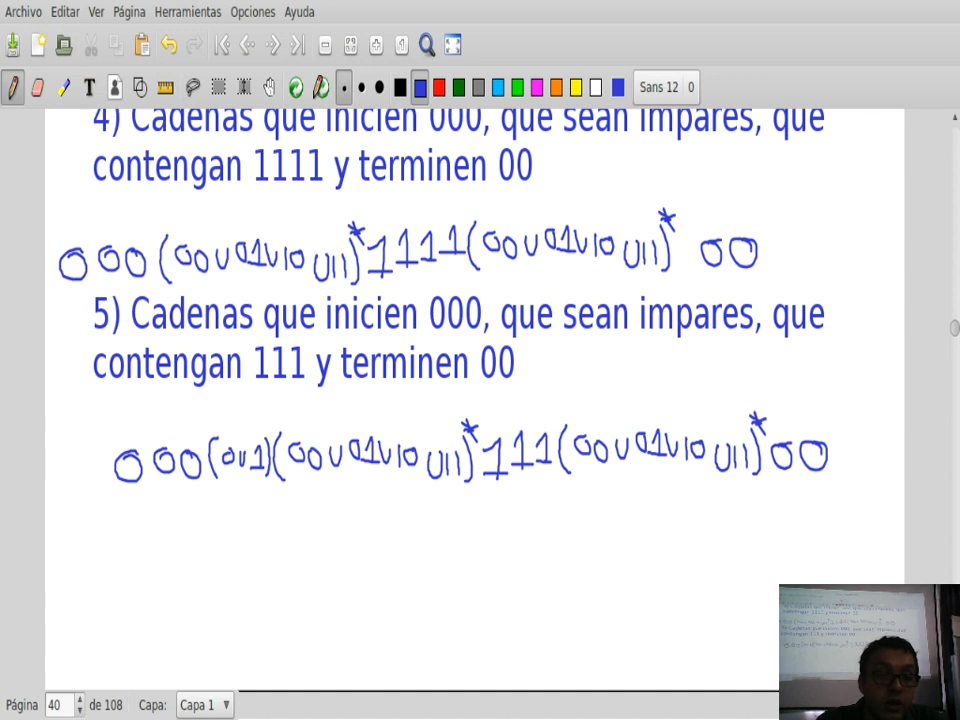 Archivo Editar Ver Página Herramientas Opciones Ayuda
T Sans 12 0
4) Cadenas que inicien 000, que sean impares, que
contengan 1111 y terminen 00
000(00∪01∪10∪11)*1111(00∪01∪10∪11)*00
5) Cadenas que inicien 000, que sean impares, que
contengan 111 y terminen 00
000(0∪1)(00∪01∪10∪11)*111(00∪01∪10∪11)*00
Página 40 de 108 Capa: Capa 1